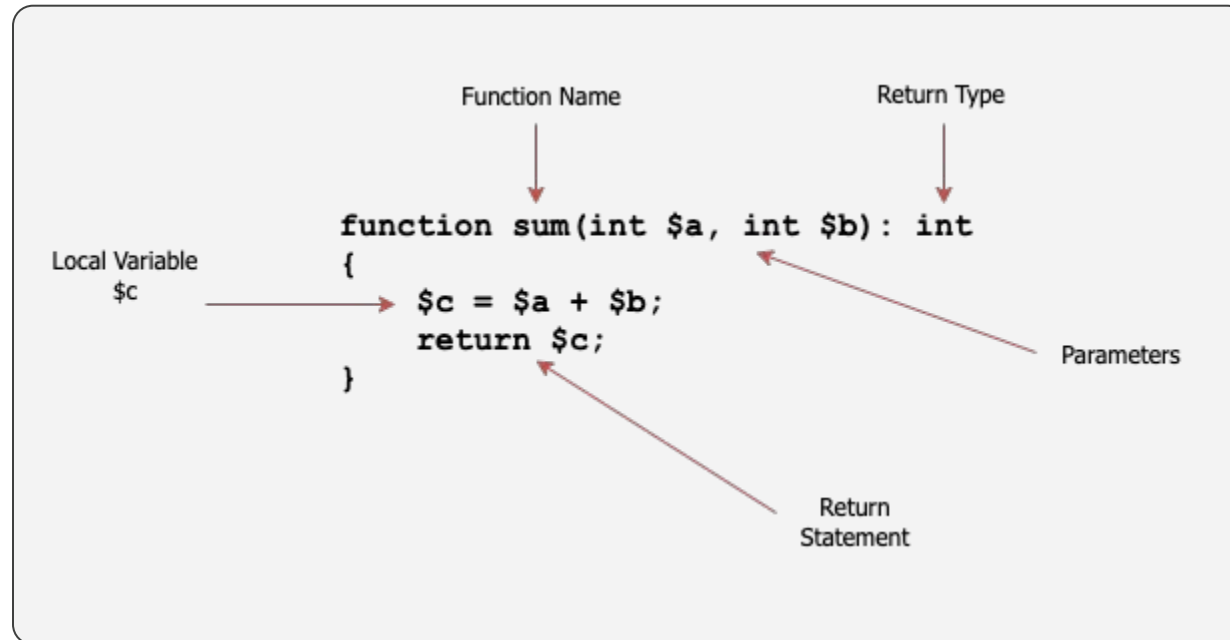 Function Name
Return Type
function sum(int $a, int $b): int
{
Local Variable
$c
$c = $a + $b;
return $c;
}
Parameters
Return
Statement